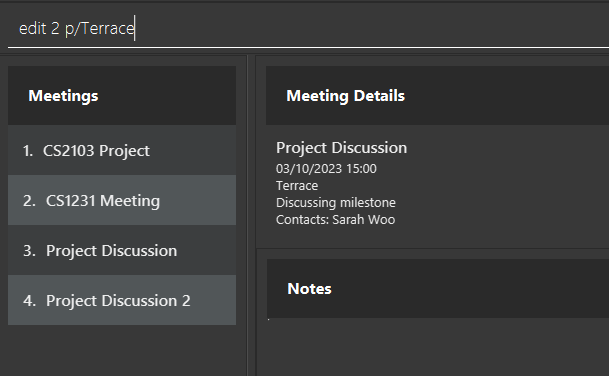 edit 2 p/Terrace
Meetings
1. CS2103 Project
2. CS1231 Meeting
3. Project Discussion
4. Project Discussion 2
Meeting Details
Project Discussion
03/10/2023 15:00
Terrace
Discussing milestone
Contacts: Sarah Woo
Notes